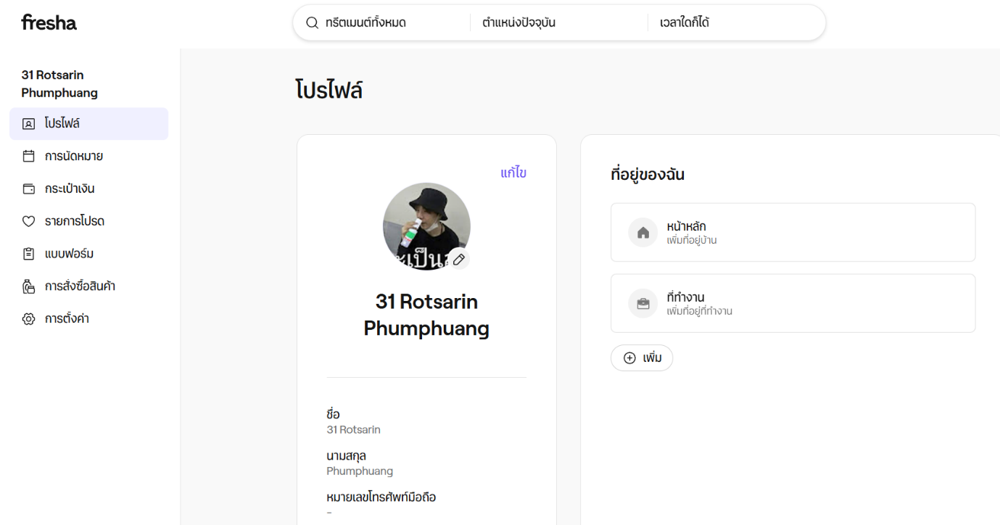 fresha
ทรีตเมนต์ทั้งหมด
ตำแหน่งปัจจุบัน
เวลาใดก็ได้
31 Rotsarin
Phumphuang
โปรไฟล์
การนัดหมาย
กระเป๋าเงิน
รายการโปรด
แบบฟอร์ม
การสั่งซื้อสินค้า
การตั้งค่า
โปรไฟล์
แก้ไข
31 Rotsarin
Phumphuang
ชื่อ
31 Rotsarin
นามสกุล
Phumphuang
หมายเลขโทรศัพท์มือถือ
-
ที่อยู่ของฉัน
หน้าหลัก
เพิ่มที่อยู่บ้าน
ที่ทำงาน
เพิ่มที่อยู่ที่ทำงาน
เพิ่ม